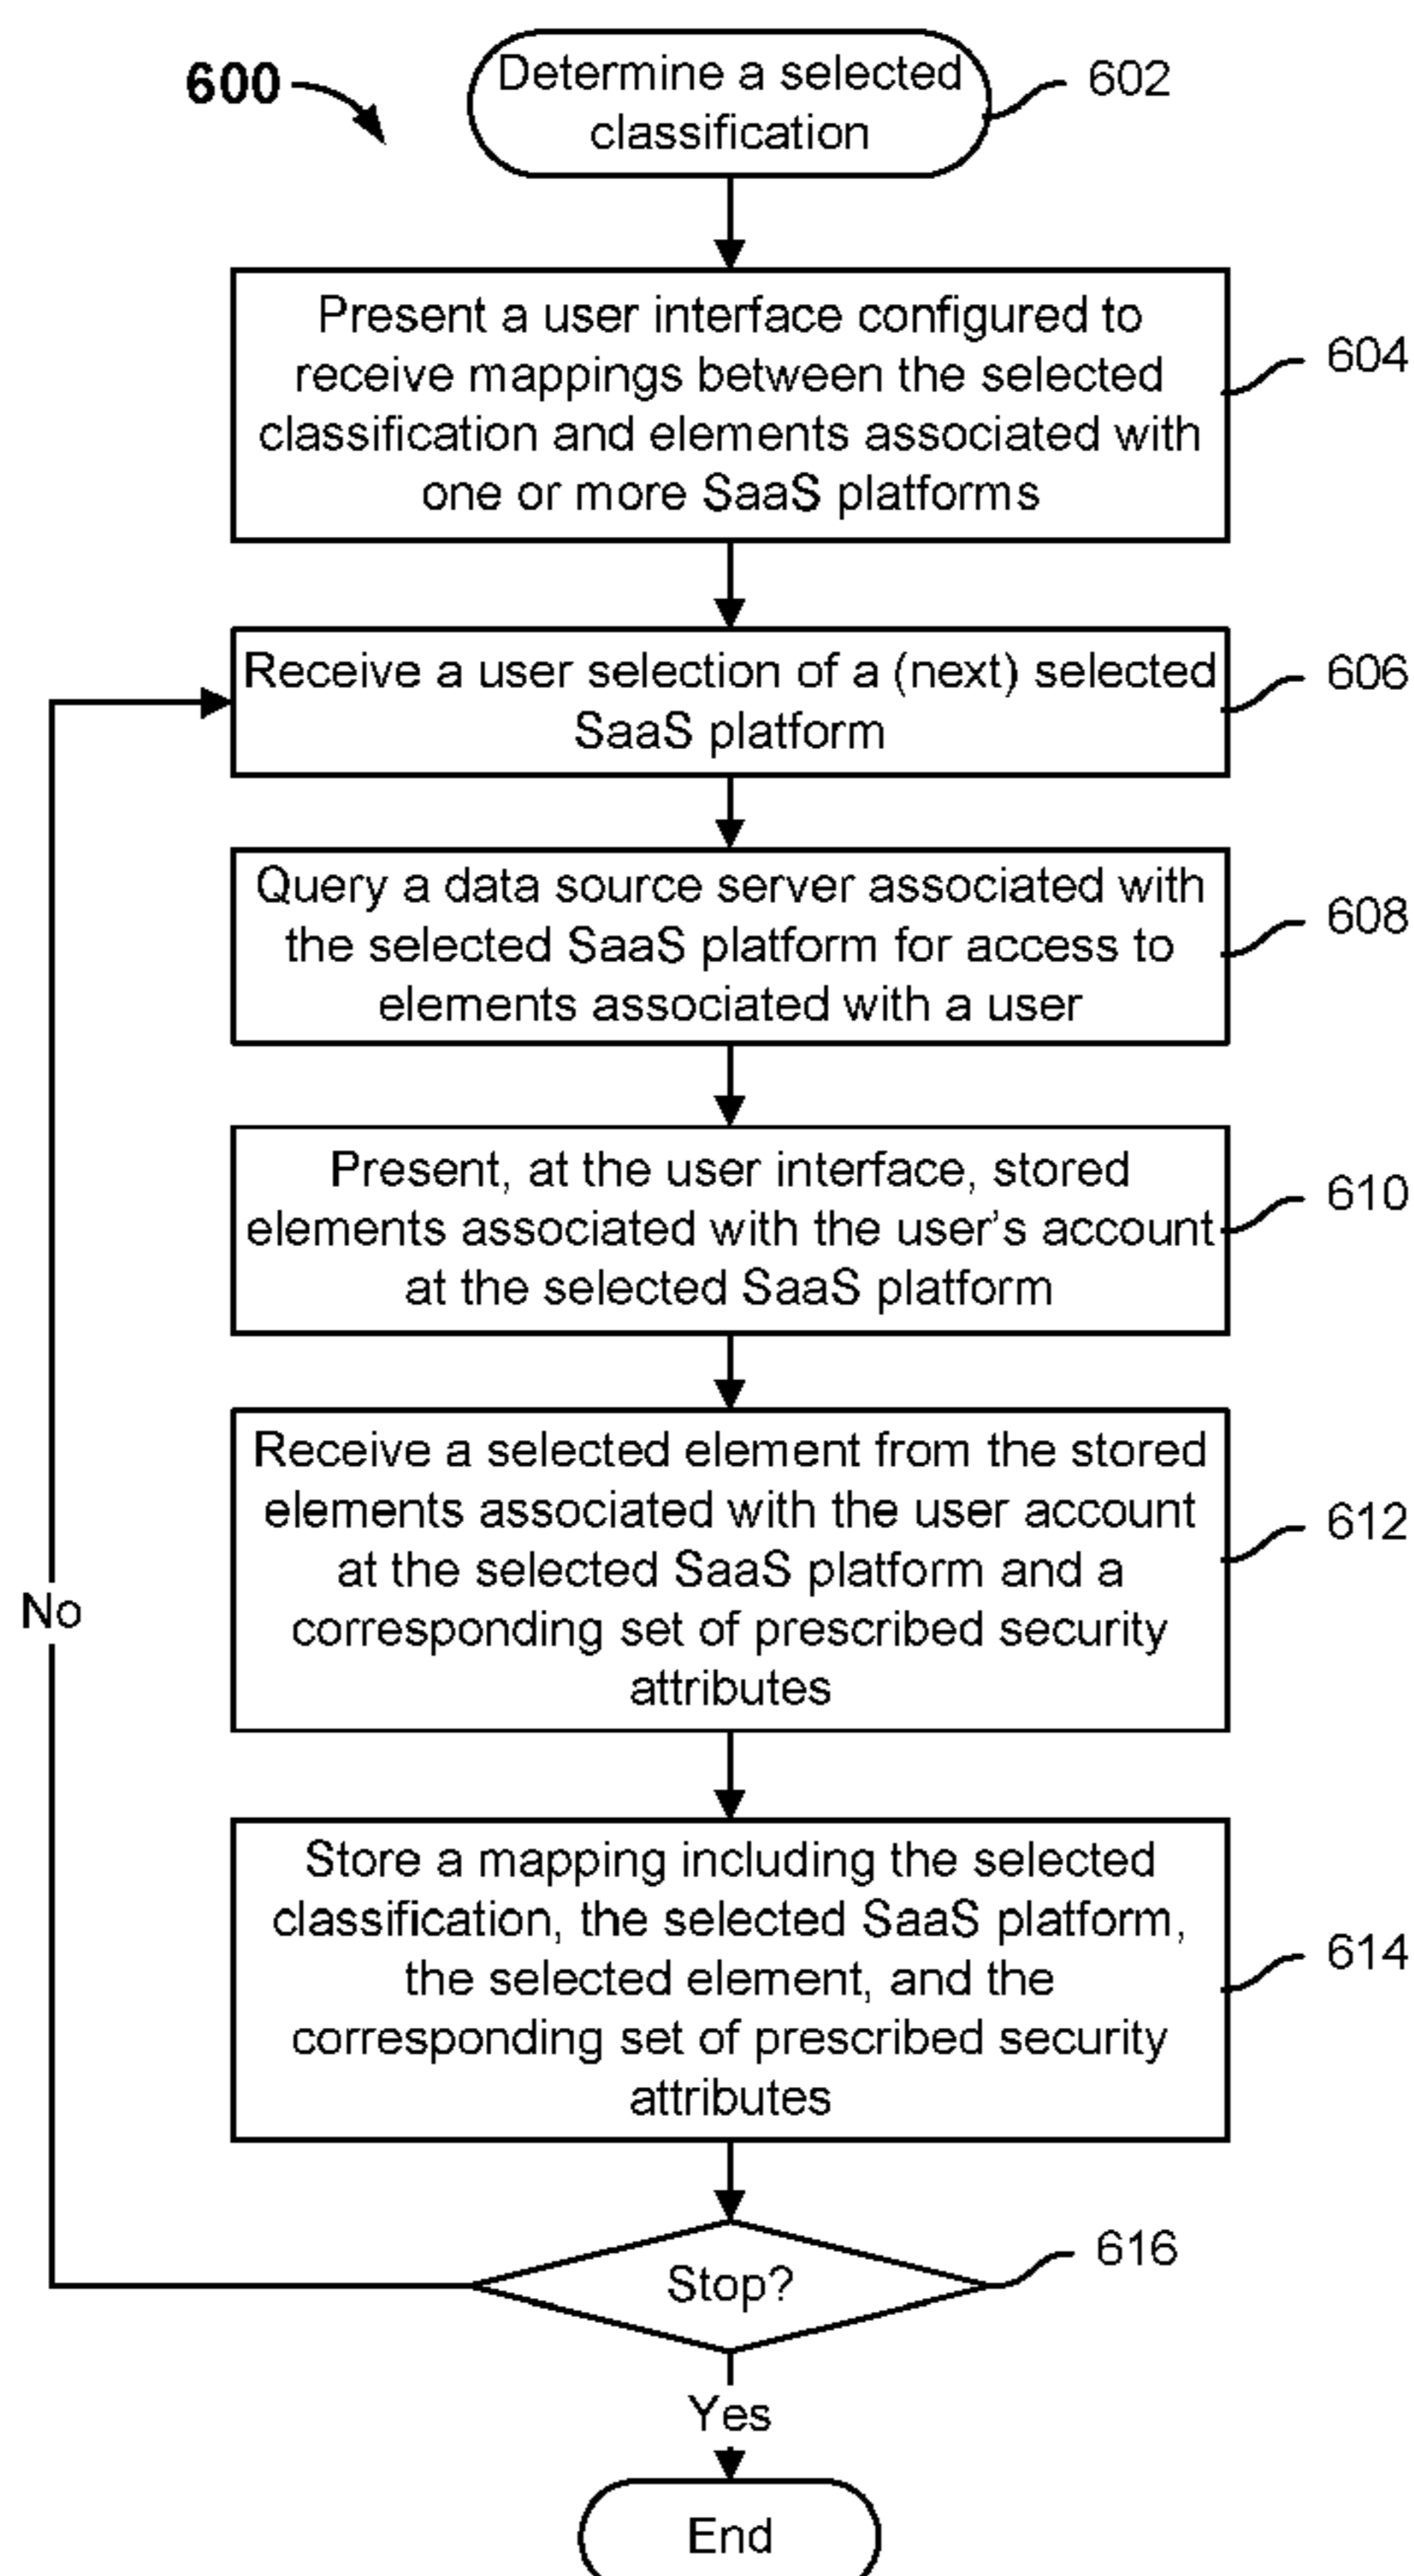 600
Determine a selected
classification
602
Present a user interface configured to
receive mappings between the selected
classification and elements associated with
one or more SaaS platforms
604
Receive a user selection of a (next) selected
SaaS platform
606
Query a data source server associated with
the selected SaaS platform for access to
elements associated with a user
608
Present, at the user interface, stored
elements associated with the user’s account
at the selected SaaS platform
610
Receive a selected element from the stored
elements associated with the user account
at the selected SaaS platform and a
corresponding set of prescribed security
attributes
612
No
Store a mapping including the selected
classification, the selected SaaS platform,
the selected element, and the
corresponding set of prescribed security
attributes
614
Stop?
616
Yes
End